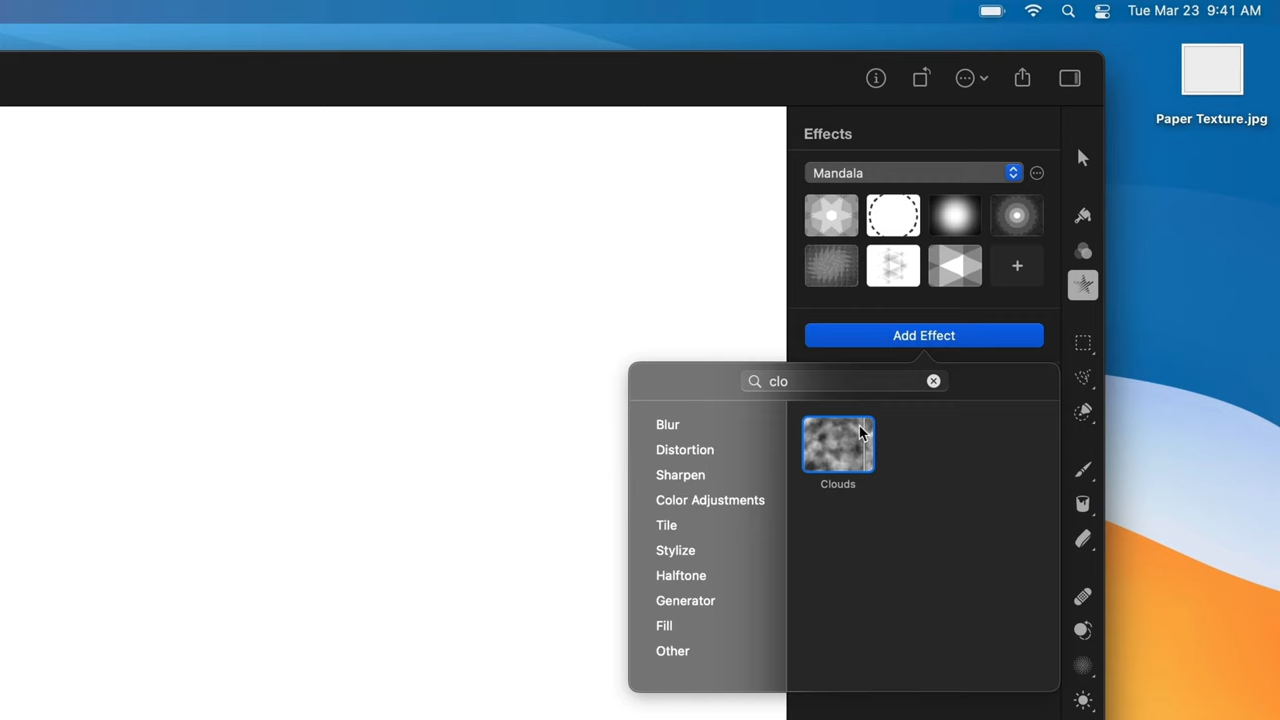 Tue Mar 23 9:41 AM
Paper Texture.jpg
Effects
Mandala
Add Effect
clo
Blur
Distortion
Sharpen
Color Adjustments
Tile
Stylize
Halftone
Generator
Fill
Other
Clouds